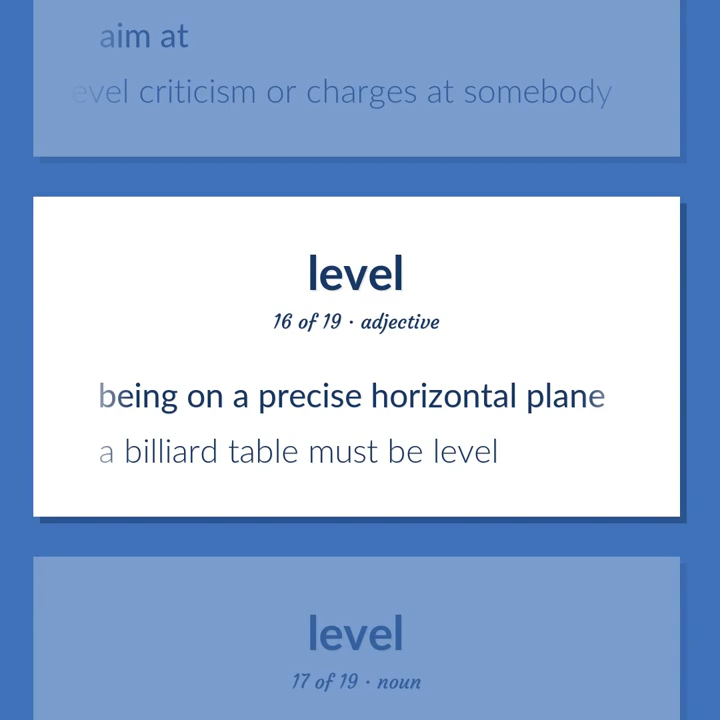 aim at
level criticism or charges at somebody
level
16 of 19 · adjective
being on a precise horizontal plane
a billiard table must be level
level
17 of 19 · noun